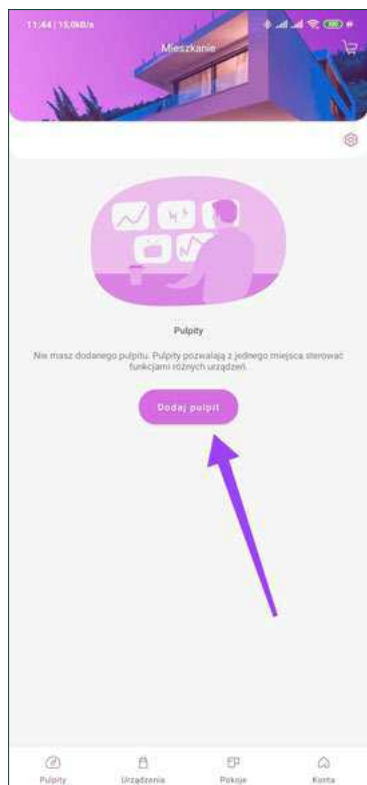 11:44 | 15,0kB/s
Mieszkanie
Pulpity
Nie masz dodanego pulpitu. Pulpity pozwalają z jednego miejsca sterować
funkcjami różnych urządzeń.
Dodaj pulpit
Pulpity Urządzenia Pokoje Konta